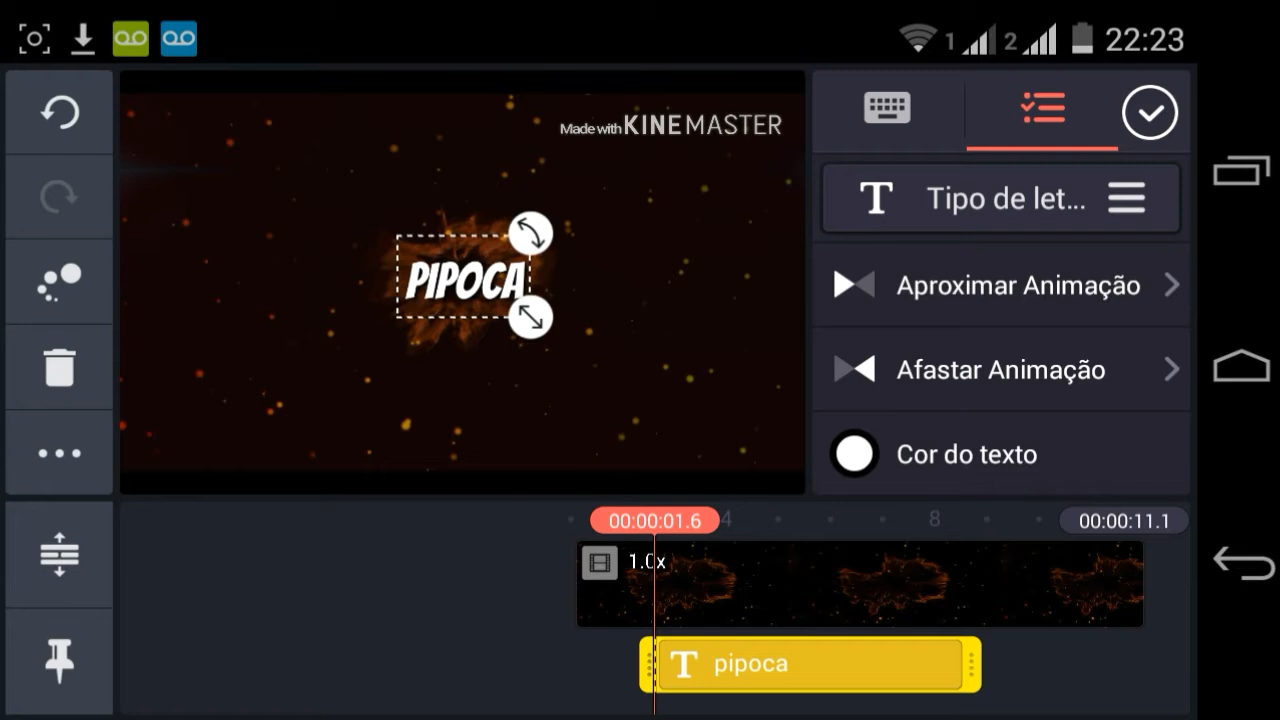 1
2
22:23
Made with KINEMASTER
PIPOCA
T Tipo de let...
Aproximar Animação
Afastar Animação
Cor do texto
00:00:01.6
4
8
00:00:11.1
1.0x
T pipoca